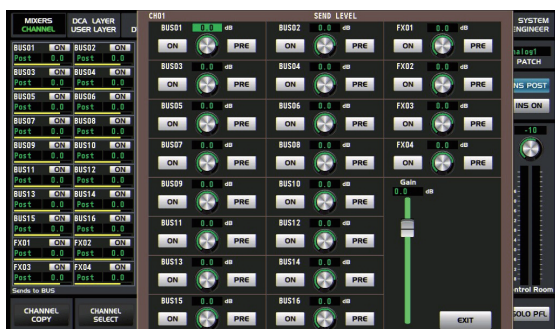 MIXERS DCA LAYER
CHANNEL USER LAYER
CH01 SEND LEVEL
SYSTEM
ENGINEER
BUS01 ON BUS02 ON
Post 0.0 Post 0.0
BUS03 ON BUS04 ON
Post 0.0 Post 0.0
BUS05 ON BUS06 ON
Post 0.0 Post 0.0
BUS07 ON BUS08 ON
Post 0.0 Post 0.0
BUS09 ON BUS10 ON
Post 0.0 Post 0.0
BUS11 ON BUS12 ON
Post 0.0 Post 0.0
BUS13 ON BUS14 ON
Post 0.0 Post 0.0
BUS15 ON BUS16 ON
Post 0.0 Post 0.0
FX01 ON FX02 ON
Post 0.0 Post 0.0
FX03 ON FX04 ON
Post 0.0 Post 0.0
Sends to BUS
CHANNEL CHANNEL
COPY SELECT
BUS01 0.0 dB BUS02 0.0 dB FX01 0.0 dB
ON PRE ON PRE ON PRE
BUS03 0.0 dB BUS04 0.0 dB FX02 0.0 dB
ON PRE ON PRE ON PRE
BUS05 0.0 dB BUS06 0.0 dB FX03 0.0 dB
ON PRE ON PRE ON PRE
BUS07 0.0 dB BUS08 0.0 dB FX04 0.0 dB
ON PRE ON PRE ON PRE
BUS09 0.0 dB BUS10 0.0 dB Gain
ON PRE ON PRE 0.0 dB
BUS11 0.0 dB BUS12 0.0 dB
ON PRE ON PRE
BUS13 0.0 dB BUS14 0.0 dB
ON PRE ON PRE
BUS15 0.0 dB BUS16 0.0 dB
ON PRE ON PRE EXIT
alog1
PATCH
NS POST
INS ON
-10
ntrol Room
SOLO PFL